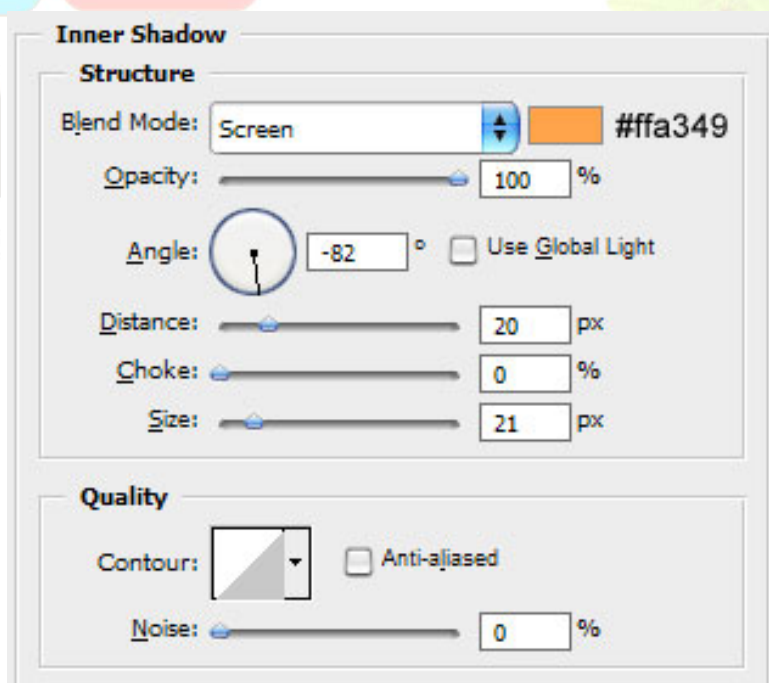 Inner Shadow
Structure
Blend Mode: Screen #ffa349
Opacity: 100 %
Angle: -82 ° Use Global Light
Distance: 20 px
Choke: 0 %
Size: 21 px
Quality
Contour: Anti-aliased
Noise: 0 %